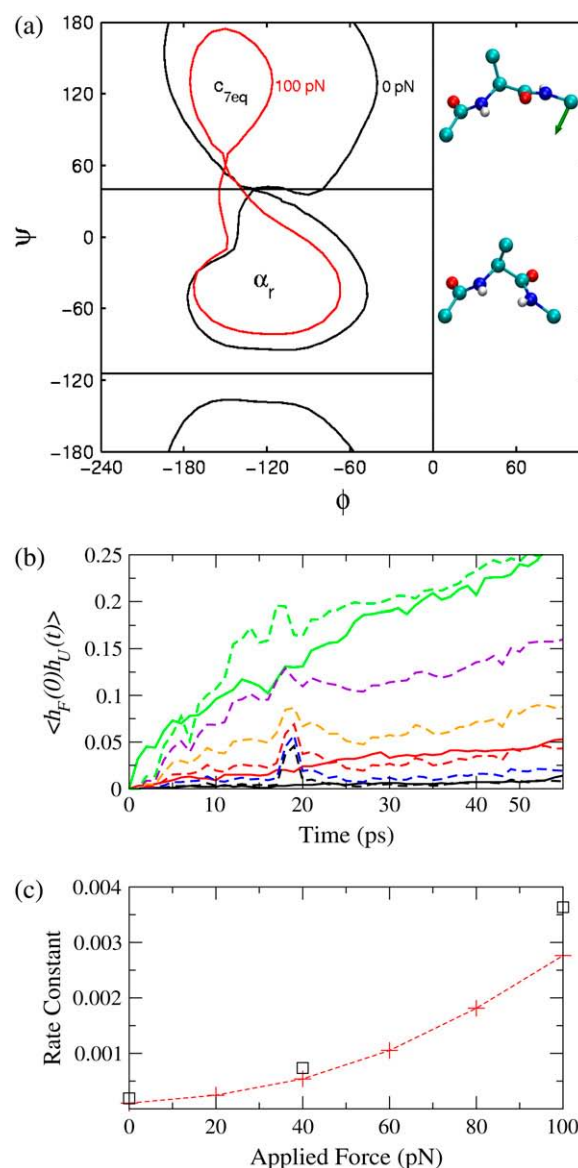 (a)
180
120
60
0
−60
−120
−180
ψ
C7eq
100 pN
0 pN
αr
−240 −180 −120 −60 0 60
ϕ
(b)
0.25
0.2
0.15
0.1
0.05
0
<hF(0)hU(t)>
0 10 20 30 40 50
Time (ps)
(c)
0.004
0.003
0.002
0.001
Rate Constant
0 20 40 60 80 100
Applied Force (pN)